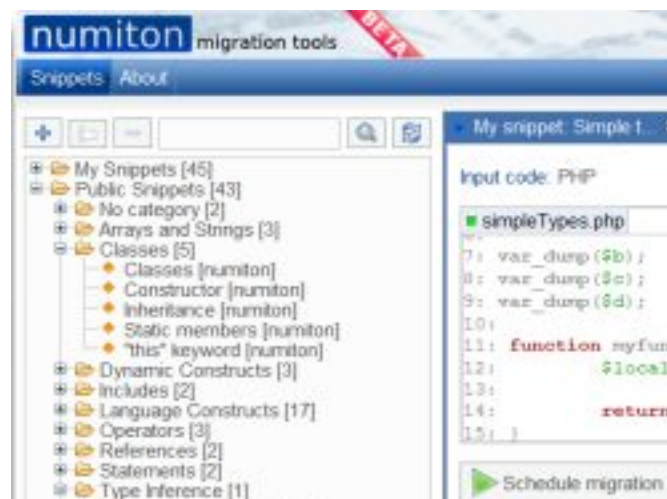 numiton migration tools
BETA
Snippets About
My Snippets [45]
Public Snippets [43]
No category [2]
Arrays and Strings [3]
Classes [5]
Classes [numiton]
Constructor [numiton]
Inheritance [numiton]
Static members [numiton]
"this" keyword [numiton]
Dynamic Constructs [3]
Includes [2]
Language Constructs [17]
Operators [3]
References [2]
Statements [2]
Type Inference [1]
My snippet: Simple t...
Input code: PHP
simpleTypes.php
7: var_dump($b);
8: var_dump($c);
9: var_dump($d);
10:
11: function myfun
12: $local
13:
14: return
15: }
Schedule migration